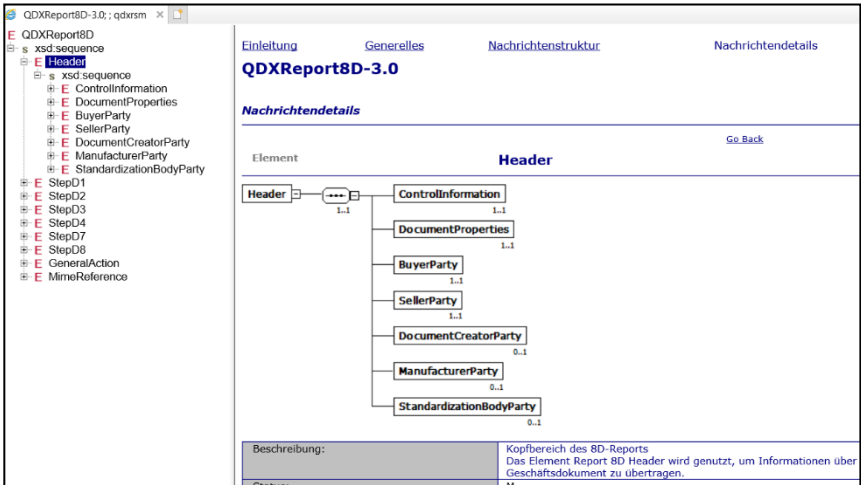 QDXReport8D-3.0; ; qdxrsm
E QDXReport8D
s xsd:sequence
E Header
s xsd:sequence
E ControlInformation
E DocumentProperties
E BuyerParty
E SellerParty
E DocumentCreatorParty
E ManufacturerParty
E StandardizationBodyParty
E StepD1
E StepD2
E StepD3
E StepD4
E StepD7
E StepD8
E GeneralAction
E MimeReference
Einleitung Generelles Nachrichtenstruktur Nachrichtendetails
QDXReport8D-3.0
Nachrichtendetails
Go Back
Element Header
Header
1..1
ControlInformation
1..1
DocumentProperties
1..1
BuyerParty
1..1
SellerParty
1..1
DocumentCreatorParty
0..1
ManufacturerParty
0..1
StandardizationBodyParty
0..1
Beschreibung: Kopfbereich des 8D-Reports
Das Element Report 8D Header wird genutzt, um Informationen über
Geschäftsdokument zu übertragen.